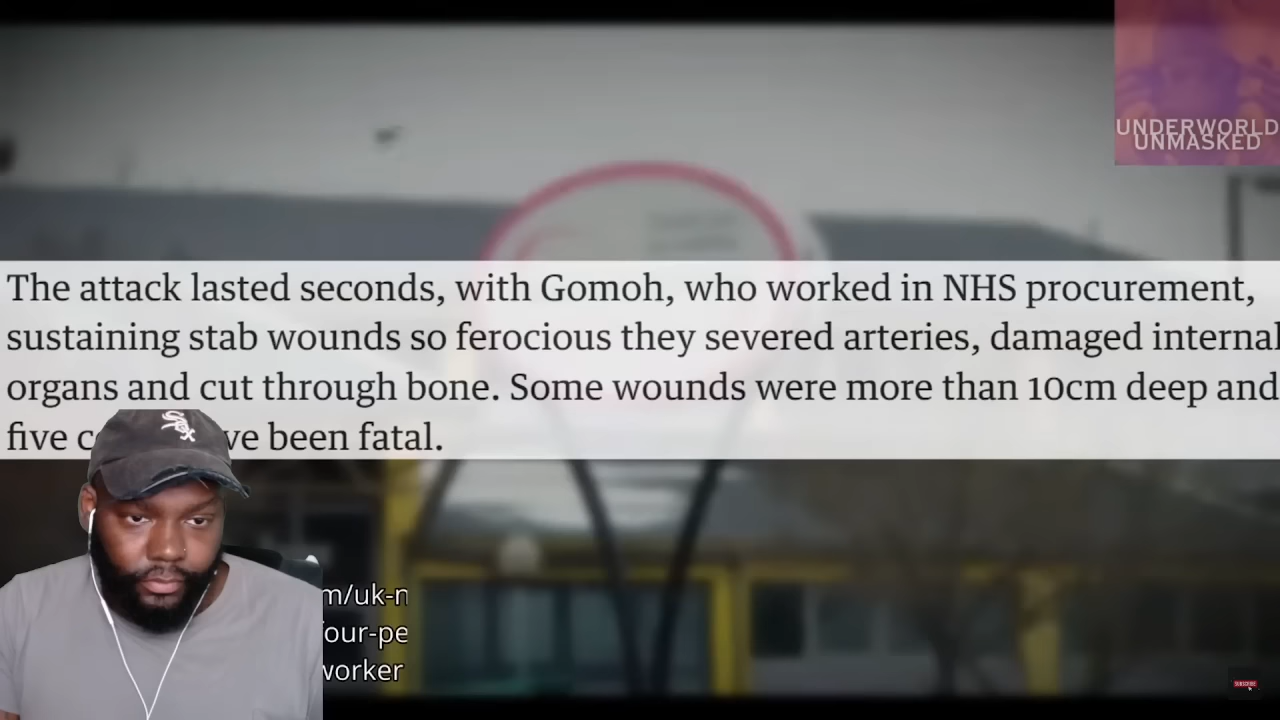 UNDERWORLD
UNMASKED
The attack lasted seconds, with Gomoh, who worked in NHS procurement,
sustaining stab wounds so ferocious they severed arteries, damaged internal
organs and cut through bone. Some wounds were more than 10cm deep and
five c ve been fatal.
m/uk-n
our-pe
worker
SUBSCRIBE